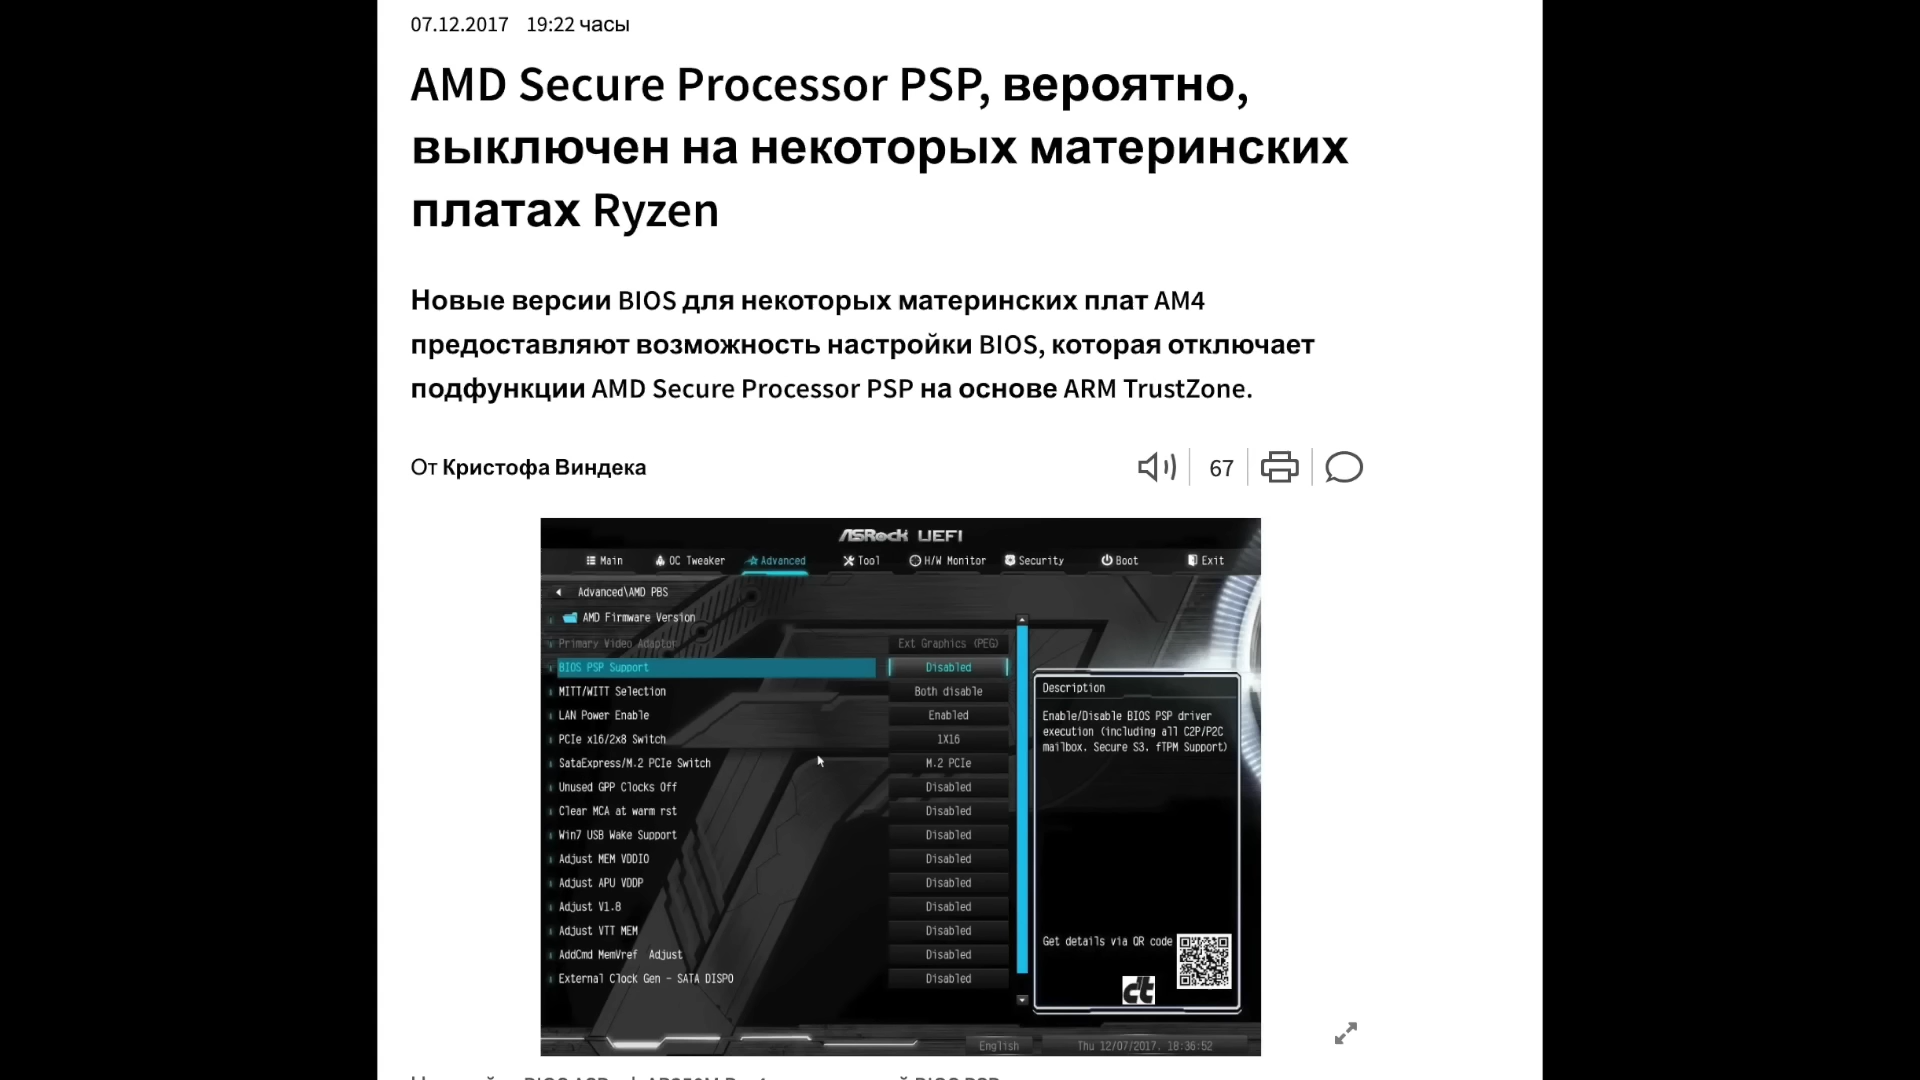 07.12.2017 19:22 часы
AMD Secure Processor PSP, вероятно,
выключен на некоторых материнских
платах Ryzen
Новые версии BIOS для некоторых материнских плат AM4
предоставляют возможность настройки BIOS, которая отключает
подфункции AMD Secure Processor PSP на основе ARM TrustZone.
От Кристофа Виндека
67
ASRock UEFI
Main OC Tweaker Advanced Tool H/W Monitor Security Boot Exit
Advanced\AMD PBS
AMD Firmware Version
Primary Video Adaptor Ext Graphics (PEG)
BIOS PSP Support Disabled
MITT/WITT Selection Both disable
LAN Power Enable Enabled
PCIe x16/2x8 Switch 1X16
SataExpress/M.2 PCIe Switch M.2 PCIe
Unused GPP Clocks Off Disabled
Clear MCA at warm rst Disabled
Win7 USB Wake Support Disabled
Adjust MEM VDDIO Disabled
Adjust APU VDDP Disabled
Adjust V1.8 Disabled
Adjust VTT MEM Disabled
AddCmd MemVref Adjust Disabled
External Clock Gen - SATA DISPO Disabled
Description
Enable/Disable BIOS PSP driver
execution (including all C2P/P2C
mailbox. Secure S3. fTPM Support)
Get details via QR code
c't
English Thu 12/07/2017. 18:36:52